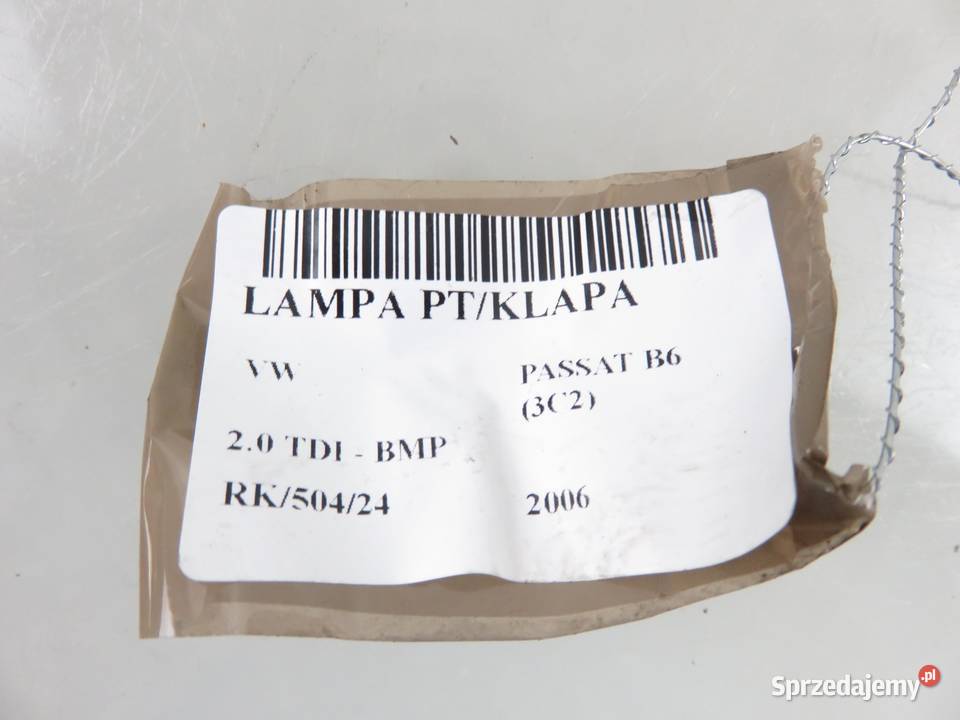 LAMPA PT/KLAPA
VW PASSAT B6
(3C2)
2.0 TDI - BMP
RK/504/24 2006
Sprzedajemy.pl